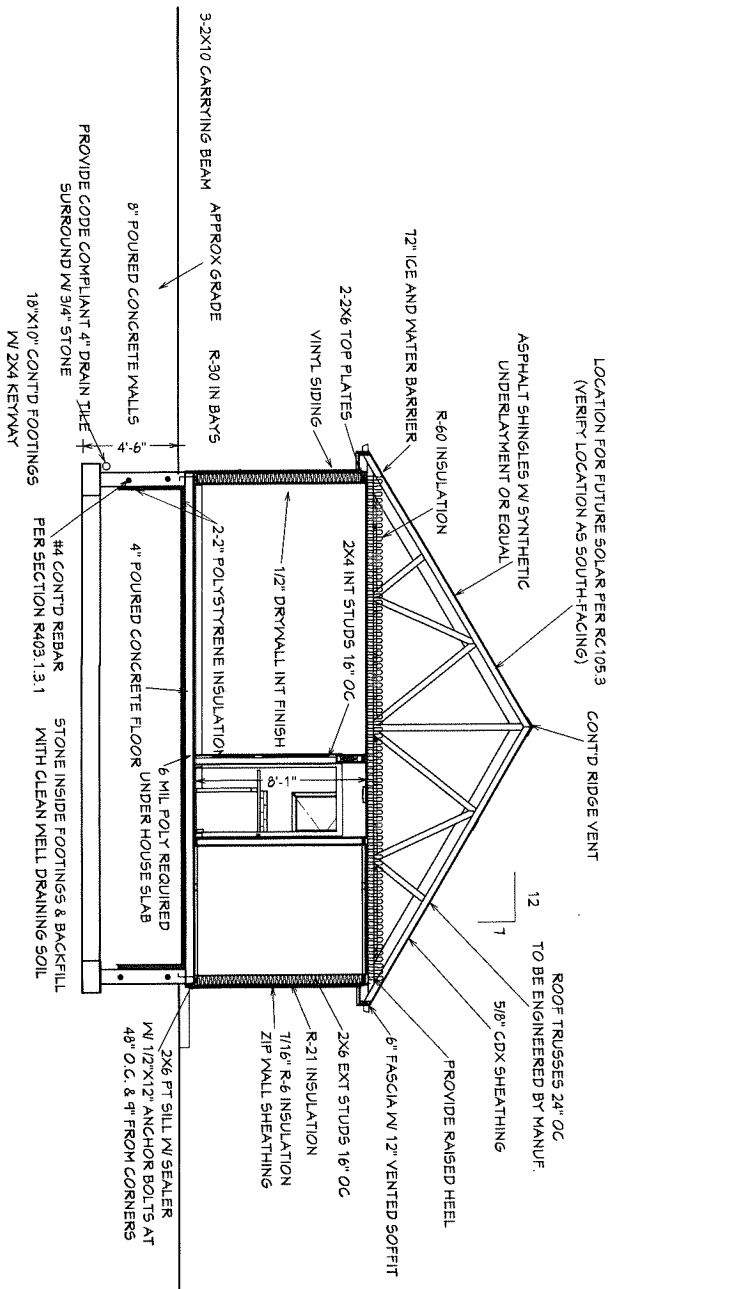 LOCATION FOR FUTURE SOLAR PER RC105.3
(VERIFY LOCATION AS SOUTH-FACING)
CONT'D RIDGE VENT
12
7
ROOF TRUSSES 24" OC
TO BE ENGINEERED BY MANUF.
ASPHALT SHINGLES W/ SYNTHETIC
UNDERLAYMENT OR EQUAL
5/8" CDX SHEATHING
R-60 INSULATION
PROVIDE RAISED HEEL
72" ICE AND WATER BARRIER
6" FASCIA W/ 12" VENTED SOFFIT
2-2X6 TOP PLATES
VINYL SIDING
2X4 INT STUDS 16" OC
2X6 EXT STUDS 16" OC
R-21 INSULATION
7/16" R-6 INSULATION
ZIP WALL SHEATHING
1/2" DRYWALL INT FINISH
8'-1"
3-2X10 CARRYING BEAM
APPROX GRADE
R-30 IN BAYS
2-2" POLYSTYRENE INSULATION
6 MIL POLY REQUIRED
UNDER HOUSE SLAB
2X6 PT SILL W/ SEALER
W/ 1/2"X12" ANCHOR BOLTS AT
48" O.C. & 9" FROM CORNERS
8" POURED CONCRETE WALLS
4'-6"
4" POURED CONCRETE FLOOR
PROVIDE CODE COMPLIANT 4" DRAIN TILE
SURROUND W/ 3/4" STONE
18"X10" CONT'D FOOTINGS
W/ 2X4 KEYWAY
#4 CONT'D REBAR
PER SECTION R403.1.3.1
STONE INSIDE FOOTINGS & BACKFILL
WITH CLEAN WELL DRAINING SOIL